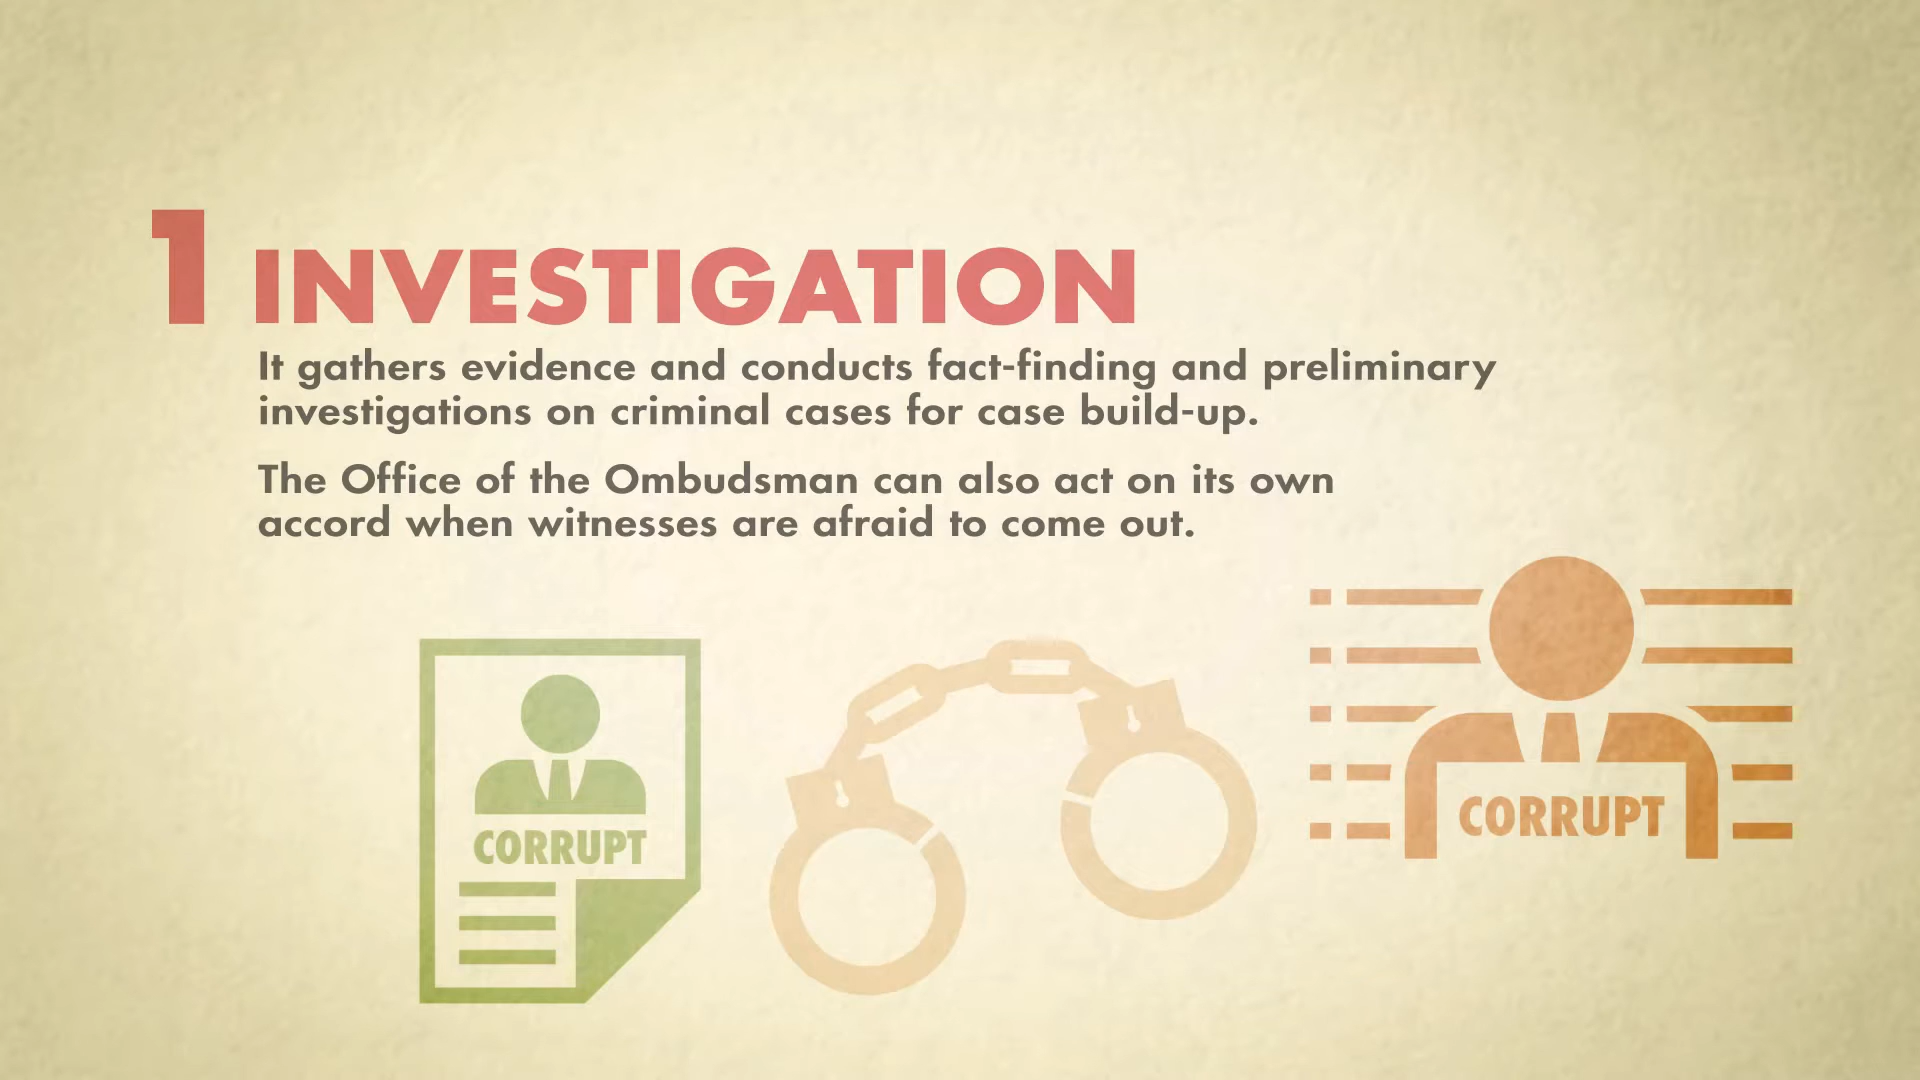 1 INVESTIGATION
It gathers evidence and conducts fact-finding and preliminary
investigations on criminal cases for case build-up.
The Office of the Ombudsman can also act on its own
accord when witnesses are afraid to come out.
CORRUPT
CORRUPT